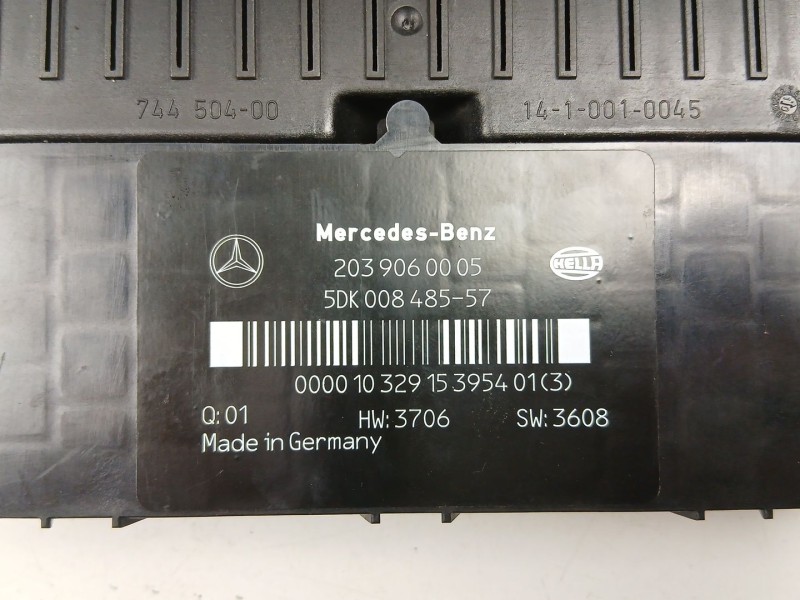 744 504-00
14-1-001-0045
Mercedes-Benz
203 906 00 05
HELLA
5DK 008 485-57
0000 10 329 15 3954 01(3)
Q: 01 HW: 3706 SW: 3608
Made in Germany